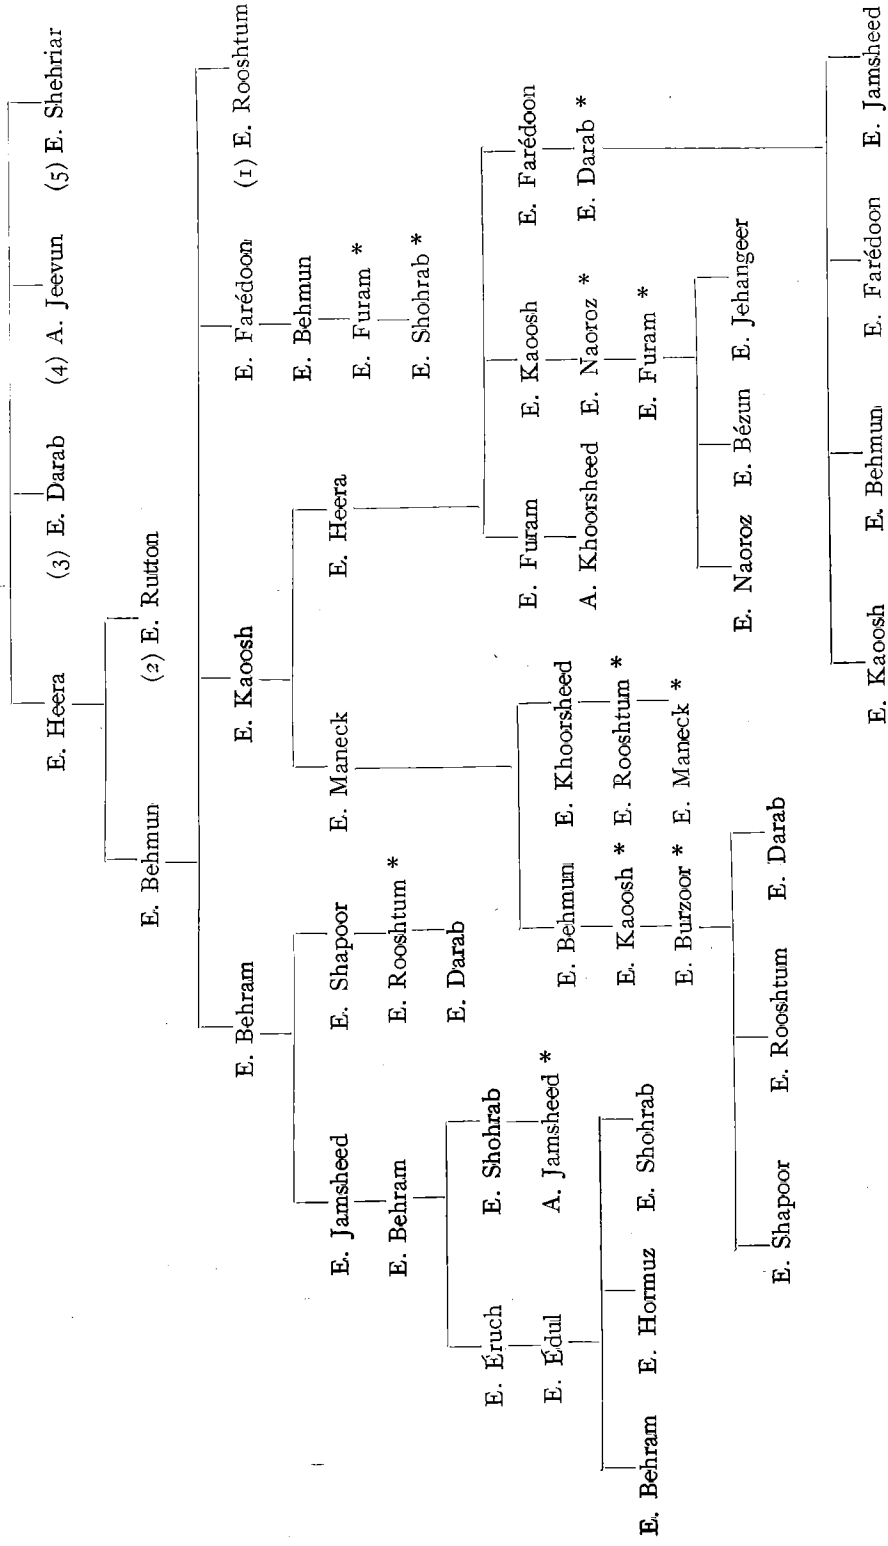 E. Heera (3) E. Darab (4) A. Jeevun (5) E. Shehriar
E. Behmun (2) E. Rutton
E. Behram E. Kaoosh E. Farédoon (1) E. Rooshtum
E. Behmun
E. Jamsheed E. Shapoor E. Maneck E. Heera
E. Furam *
E. Behram E. Rooshtum *
E. Shohrab *
E. Darab
E. Éruch E. Shohrab
E. Furam E. Kaoosh E. Farédoon
E. Édul A. Jamsheed *
E. Behmun E. Khoorsheed
A. Khoorsheed E. Naoroz * E. Darab *
E. Kaoosh * E. Rooshtum *
E. Behram E. Hormuz E. Shohrab
E. Furam *
E. Burzoor * E. Maneck *
E. Naoroz E. Bézun E. Jehangeer
E. Shapoor E. Rooshtum E. Darab
E. Kaoosh E. Behmun E. Farédoon E. Jamsheed